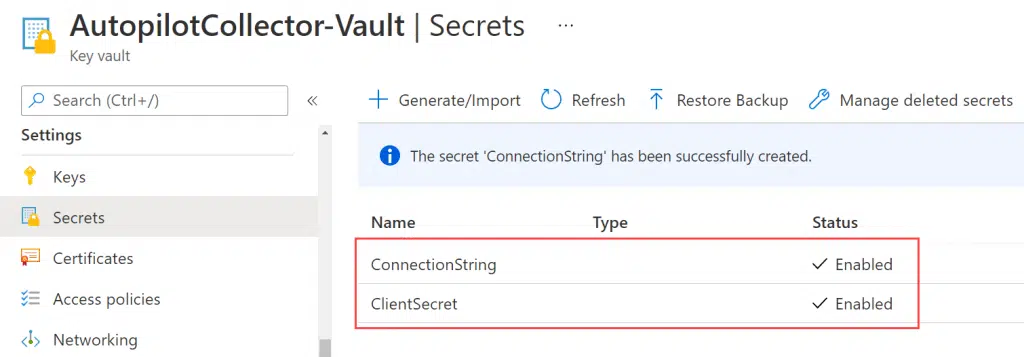 AutopilotCollector-Vault | Secrets ...
Key vault
Search (Ctrl+/) «
Generate/Import Refresh Restore Backup Manage deleted secrets
Settings
The secret 'ConnectionString' has been successfully created.
Keys
Secrets
Certificates
Access policies
Networking
Name Type Status
ConnectionString Enabled
ClientSecret Enabled